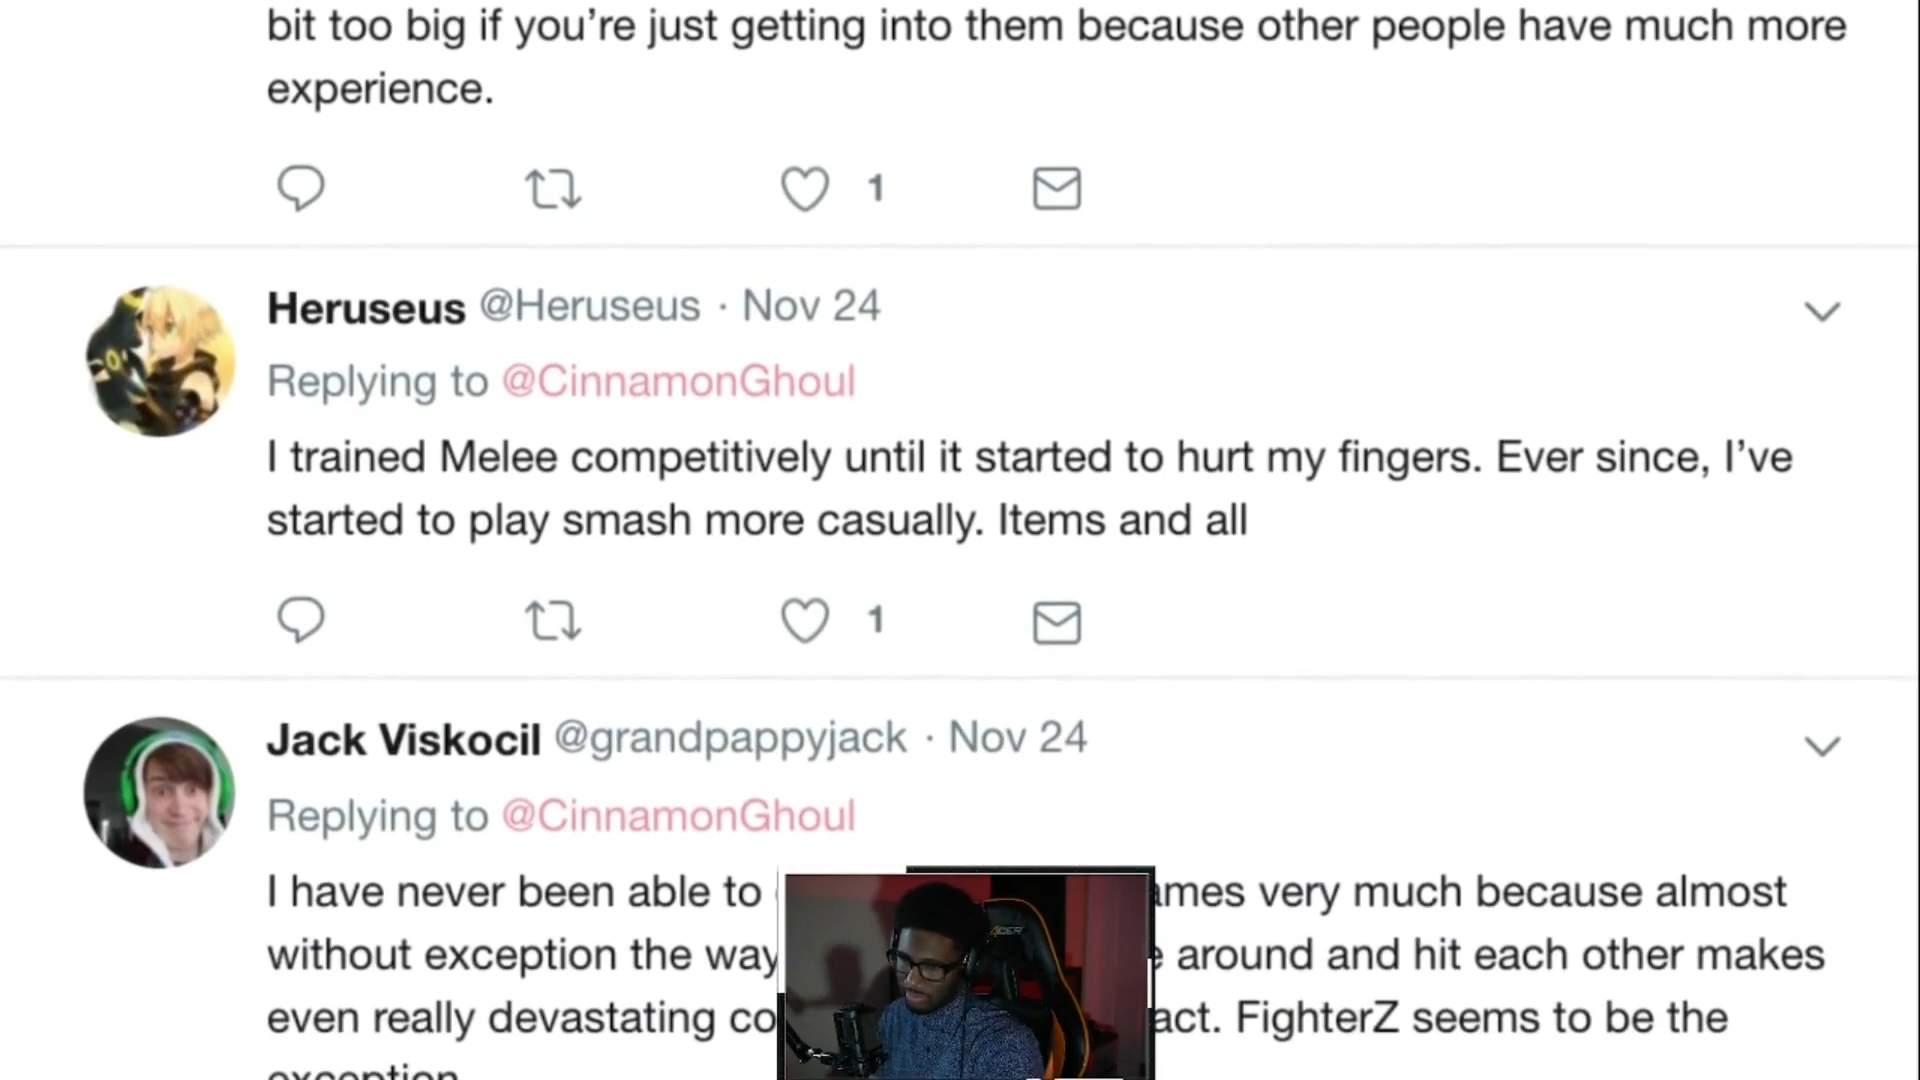 bit too big if you’re just getting into them because other people have much more
experience.
1
Heruseus @Heruseus · Nov 24
Replying to @CinnamonGhoul
I trained Melee competitively until it started to hurt my fingers. Ever since, I’ve
started to play smash more casually. Items and all
1
Jack Viskocil @grandpappyjack · Nov 24
Replying to @CinnamonGhoul
I have never been able to ames very much because almost
without exception the way around and hit each other makes
even really devastating co act. FighterZ seems to be the
exception